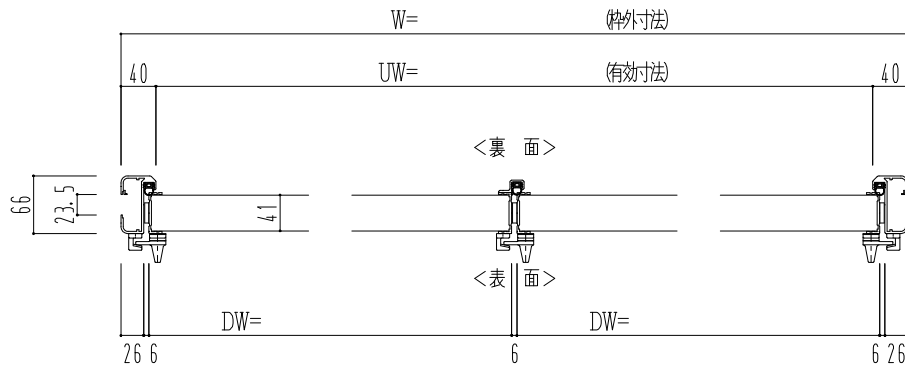 W= (枠外寸法)
40 UW= (有効寸法) 40
<裏 面>
66 23.5 41
<表 面>
DW= DW=
26 6 6 6 26